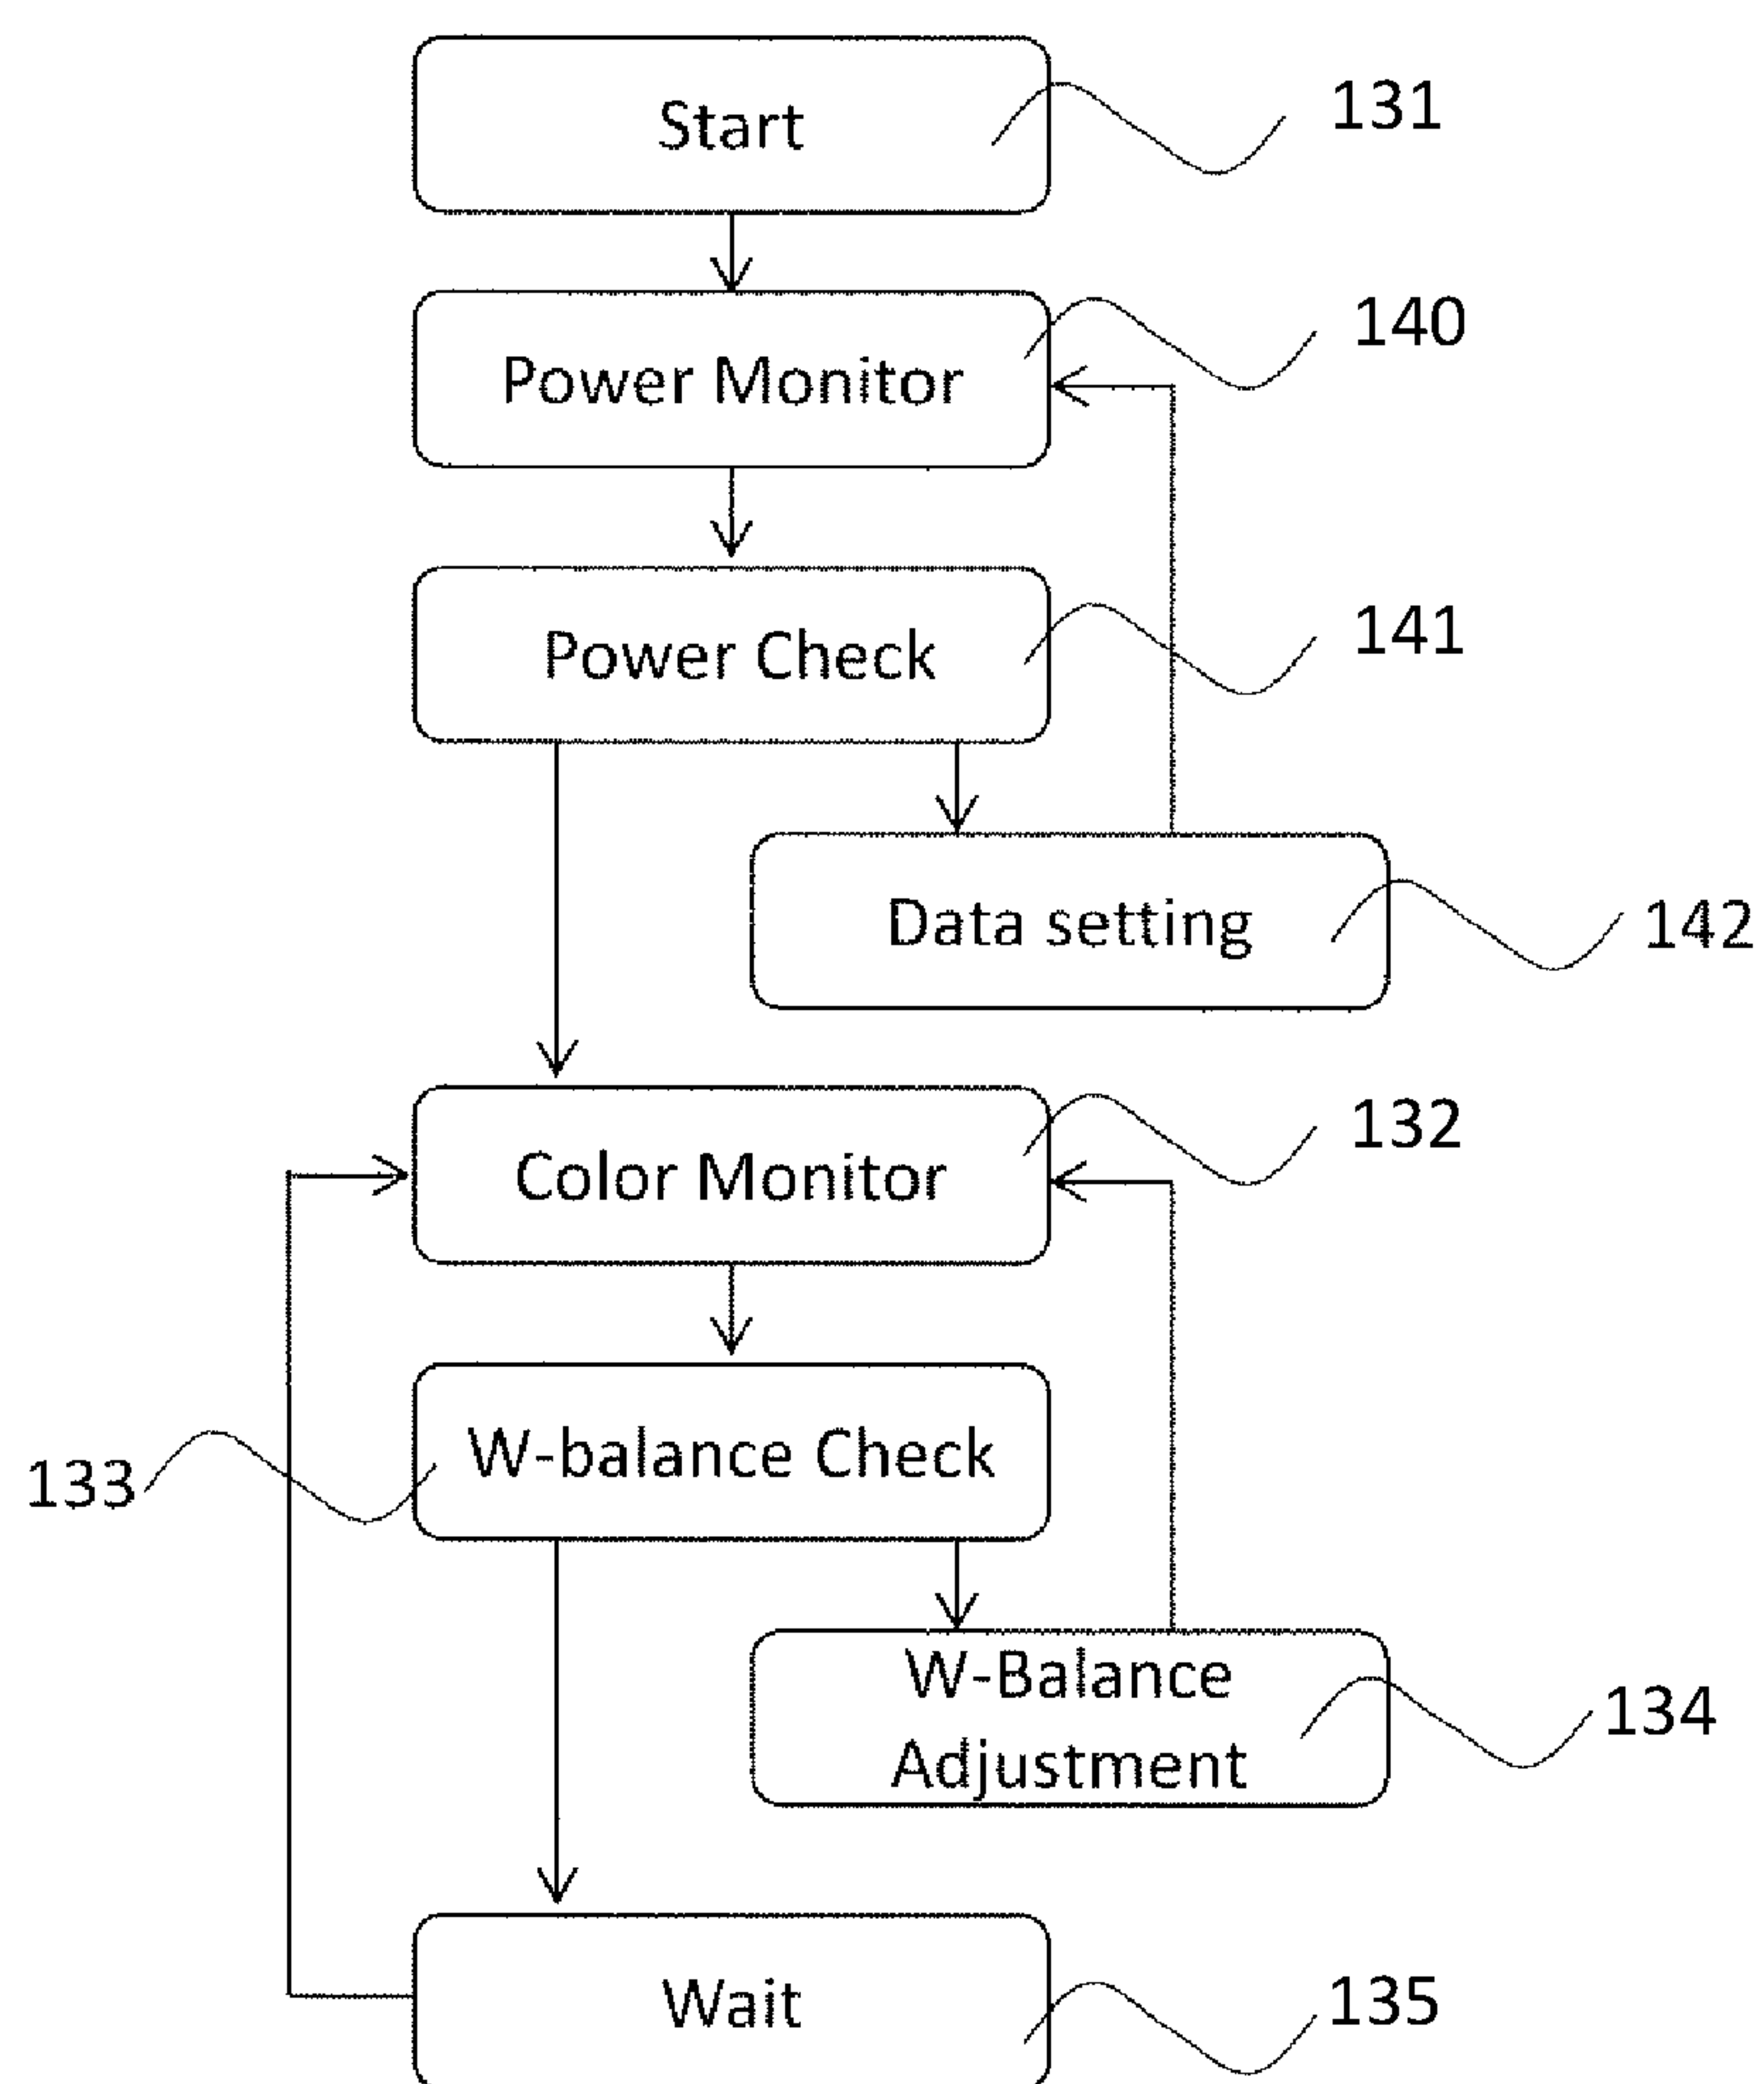 Start
131
Power Monitor
140
Power Check
141
Data setting
142
Color Monitor
132
W-balance Check
133
W-Balance
Adjustment
134
Wait
135